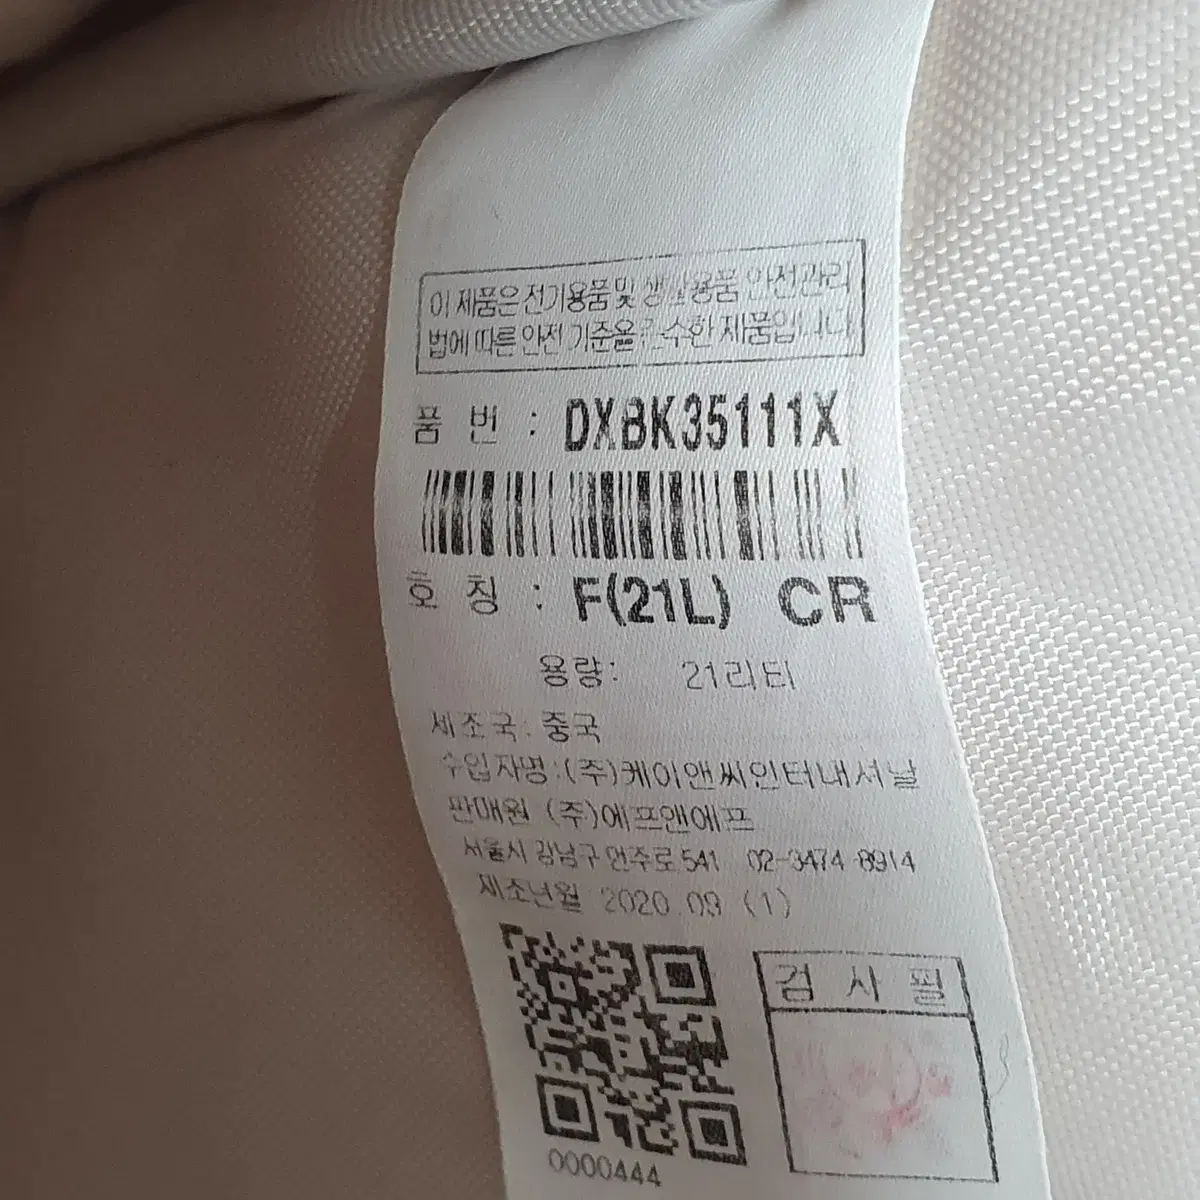 이 제품은 전기용품 및 생활용품 안전관리
법에 따른 안전 기준을 준수한 제품입니다
품 번 : DXBK35111X
호 칭 : F(21L) CR
용량: 21리터
제조국: 중국
수입자명:(주)케이앤씨인터내셔날
판매원 (주)에프앤에프
서울시 강남구 언주로 541 02-3474-8914
제조년월 2020.09 (1)
검 사 필
0000444